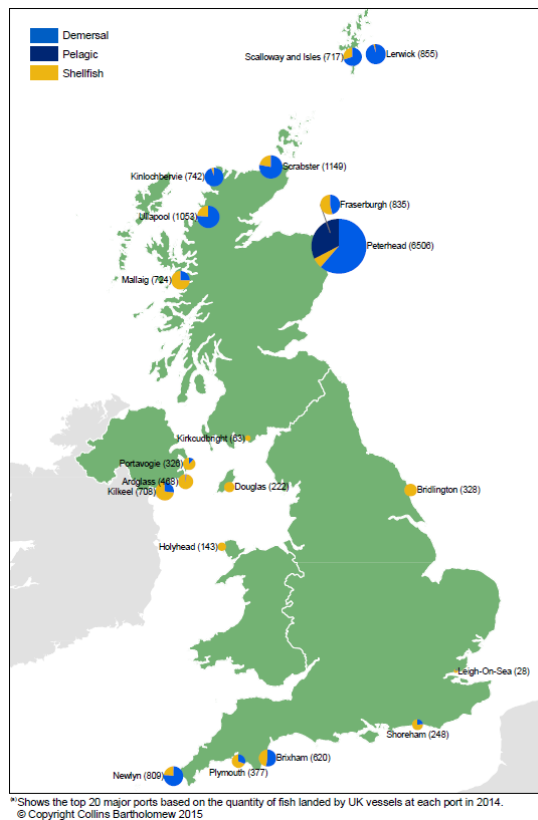 Demersal
Pelagic
Shellfish
Scalloway and Isles (717)
Lerwick (855)
Kinlochbervie (742)
Scrabster (1149)
Ullapool (1053)
Fraserburgh (835)
Peterhead (6506)
Mallaig (724)
Kirkcudbright (63)
Portavogie (326)
Ardglass (468)
Kilkeel (708)
Douglas (222)
Bridlington (328)
Holyhead (143)
Leigh-On-Sea (28)
Shoreham (248)
Brixham (620)
Plymouth (377)
Newlyn (809)
(a) Shows the top 20 major ports based on the quantity of fish landed by UK vessels at each port in 2014.
© Copyright Collins Bartholomew 2015